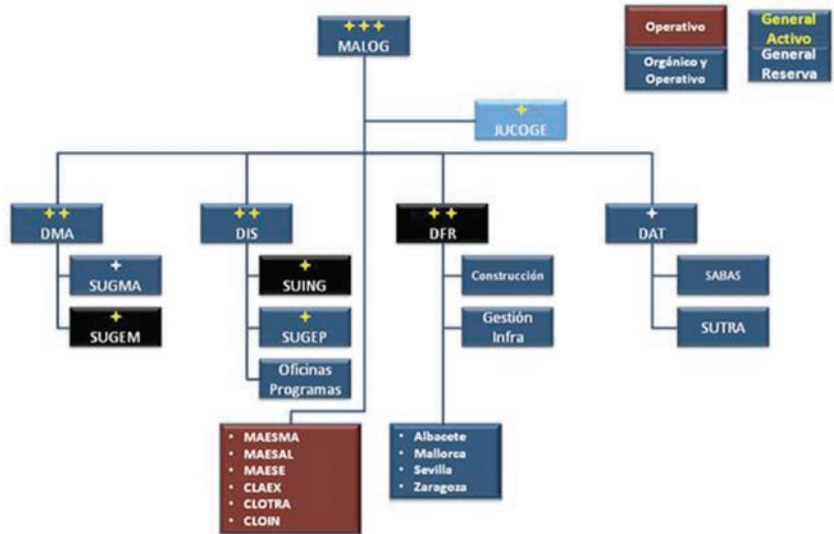 MALOG
Operativo
Orgánico y
Operativo
General
Activo
General
Reserva
JUCOGE
DMA
DIS
DFR
DAT
SUGMA
SUGEM
SUING
SUGEP
Oficinas
Programas
Construcción
Gestión
Infra
SABAS
SUTRA
• MAESMA
• MAESAL
• MAESE
• CLAEX
• CLOTRA
• CLOIN
• Albacete
• Mallorca
• Sevilla
• Zaragoza